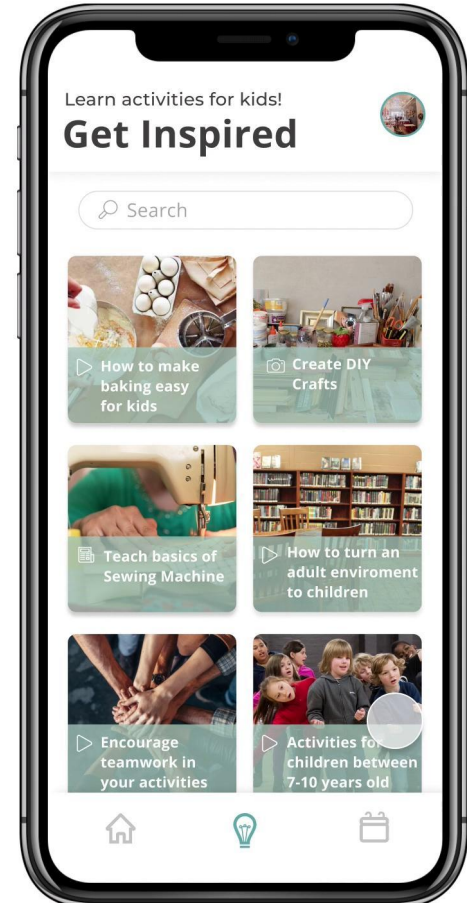 Learn activities for kids!
Get Inspired
Search
How to make
baking easy
for kids
Create DIY
Crafts
Teach basics of
Sewing Machine
How to turn an
adult enviroment
to children
Encourage
teamwork in
your activities
Activities for
children between
7-10 years old